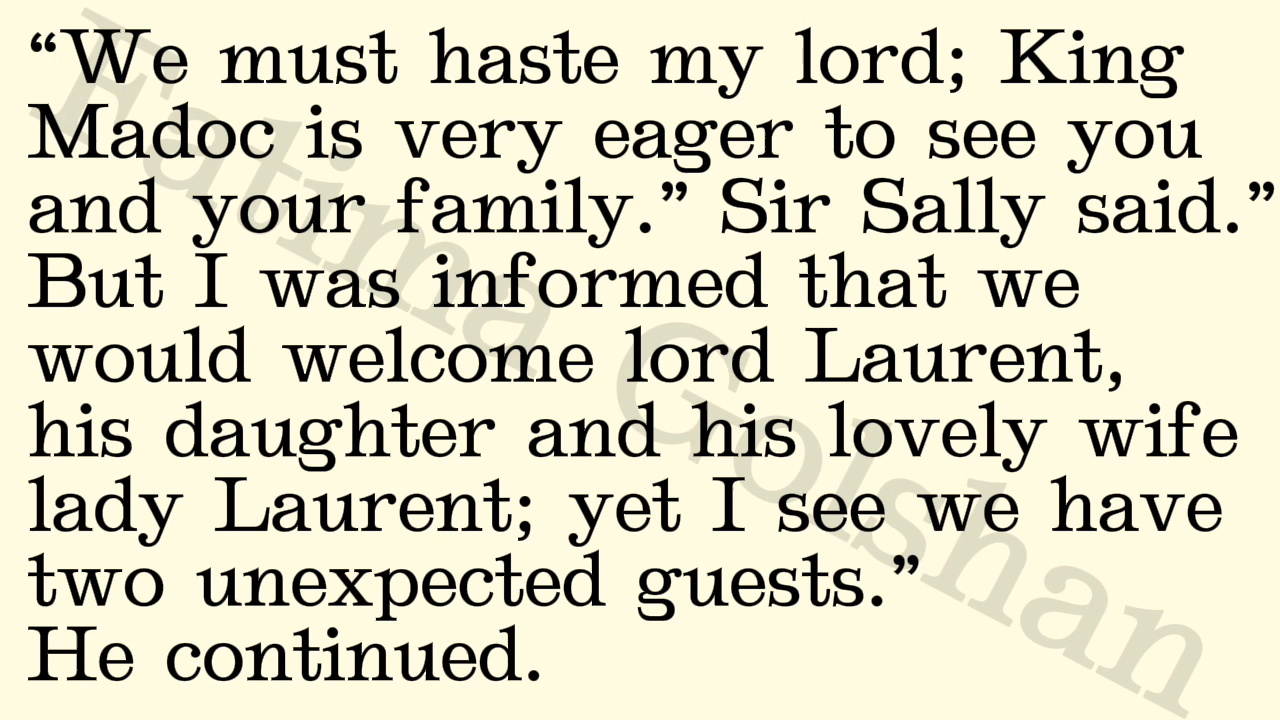 “We must haste my lord; King
Madoc is very eager to see you
and your family.” Sir Sally said.”
But I was informed that we
would welcome lord Laurent,
his daughter and his lovely wife
lady Laurent; yet I see we have
two unexpected guests.”
He continued.
Fatima Golshan